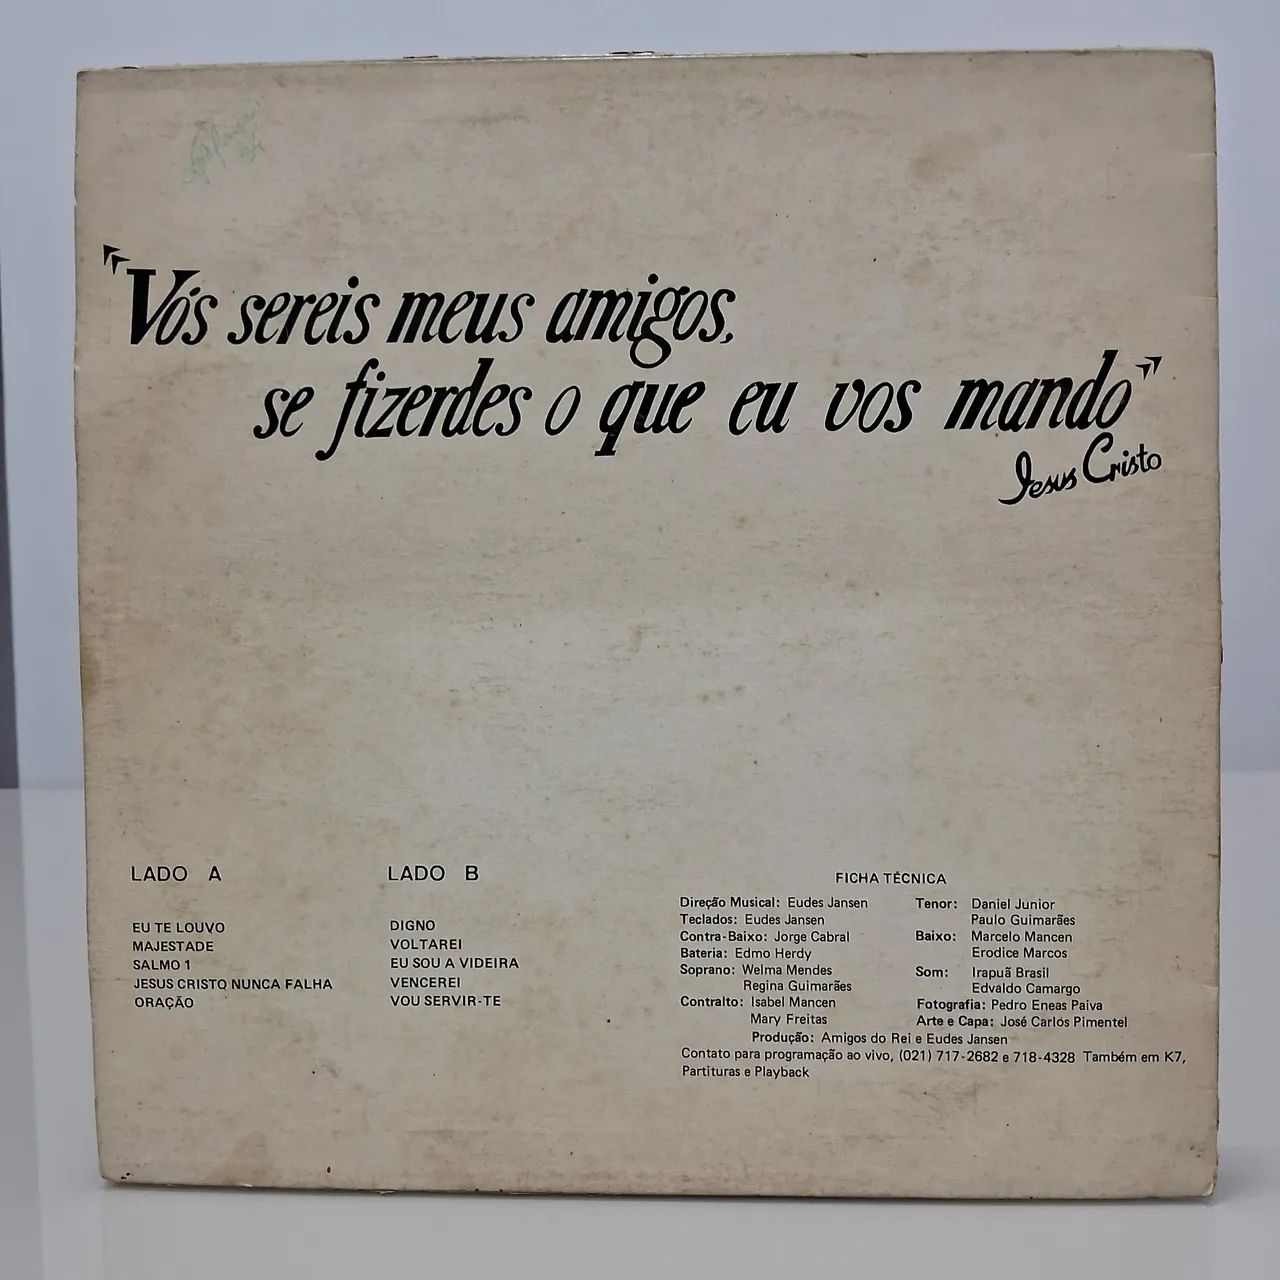 "Vós sereis meus amigos,
se fizerdes o que eu vos mando"
Jesus Cristo
LADO A
EU TE LOUVO
MAJESTADE
SALMO 1
JESUS CRISTO NUNCA FALHA
ORAÇÃO
LADO B
DIGNO
VOLTAREI
EU SOU A VIDEIRA
VENCEREI
VOU SERVIR-TE
FICHA TÉCNICA
Direção Musical: Eudes Jansen
Teclados: Eudes Jansen
Contra-Baixo: Jorge Cabral
Bateria: Edmo Herdy
Soprano: Welma Mendes
Regina Guimarães
Contralto: Isabel Mancen
Mary Freitas
Tenor: Daniel Junior
Paulo Guimarães
Baixo: Marcelo Mancen
Erodice Marcos
Som: Irapuã Brasil
Edvaldo Camargo
Fotografia: Pedro Eneas Paiva
Arte e Capa: José Carlos Pimentel
Produção: Amigos do Rei e Eudes Jansen
Contato para programação ao vivo, (021) 717-2682 e 718-4328 Também em K7,
Partituras e Playback